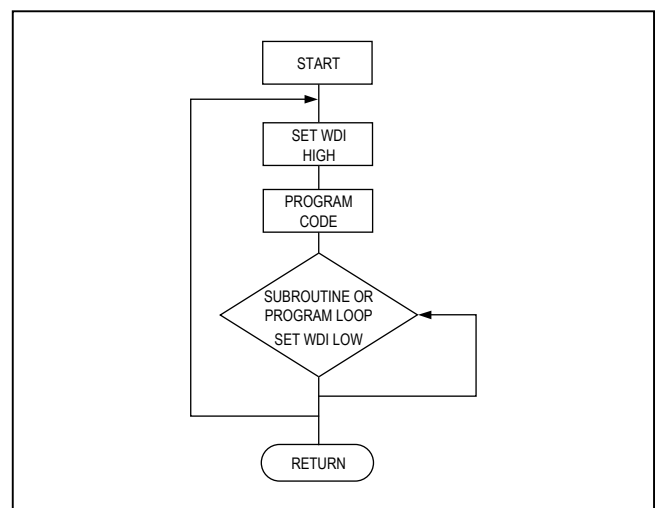 START
SET WDI
HIGH
PROGRAM
CODE
SUBROUTINE OR
PROGRAM LOOP
SET WDI LOW
RETURN